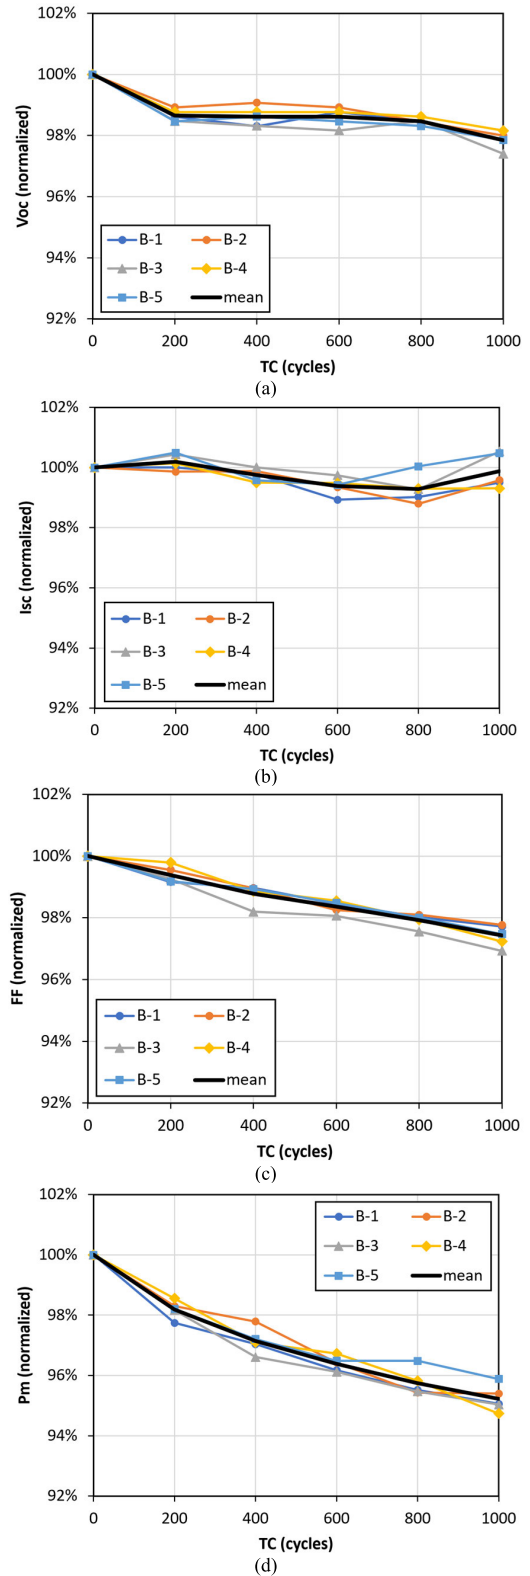 102%
100%
98%
96%
94%
92%
Voc (normalized)
B-1 B-2
B-3 B-4
B-5 mean
0 200 400 600 800 1000
TC (cycles)
(a)
102%
100%
98%
96%
94%
92%
Isc (normalized)
B-1 B-2
B-3 B-4
B-5 mean
0 200 400 600 800 1000
TC (cycles)
(b)
102%
100%
98%
96%
94%
92%
FF (normalized)
B-1 B-2
B-3 B-4
B-5 mean
0 200 400 600 800 1000
TC (cycles)
(c)
102%
100%
98%
96%
94%
92%
Pm (normalized)
B-1 B-2
B-3 B-4
B-5 mean
0 200 400 600 800 1000
TC (cycles)
(d)